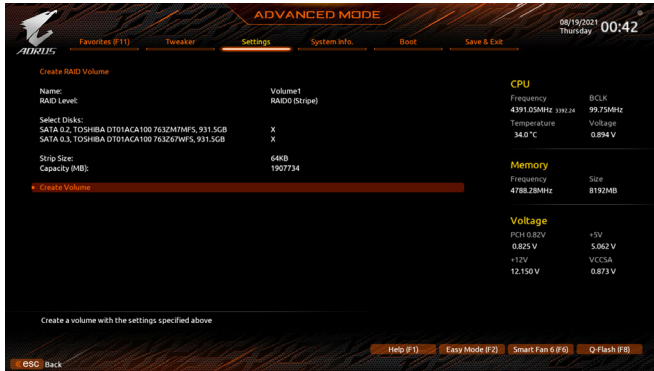 ADVANCED MODE
08/19/2021 Thursday 00:42
AORUS
Favorites (F11) Tweaker Settings System Info. Boot Save & Exit
Create RAID Volume
Name: Volume1
RAID Level: RAID0 (Stripe)
Select Disks:
SATA 0.2, TOSHIBA DT01ACA100 763ZM7MFS, 931.5GB X
SATA 0.3, TOSHIBA DT01ACA100 763Z67WFS, 931.5GB X
Strip Size: 64KB
Capacity (MB): 1907734
Create Volume
CPU
Frequency BCLK
4391.05MHz 3392.24 99.75MHz
Temperature Voltage
34.0 °C 0.894 V
Memory
Frequency Size
4788.28MHz 8192MB
Voltage
PCH 0.82V +5V
0.825 V 5.062 V
+12V VCCSA
12.150 V 0.873 V
Create a volume with the settings specified above
Help (F1) Easy Mode (F2) Smart Fan 6 (F6) Q-Flash (F8)
esc Back